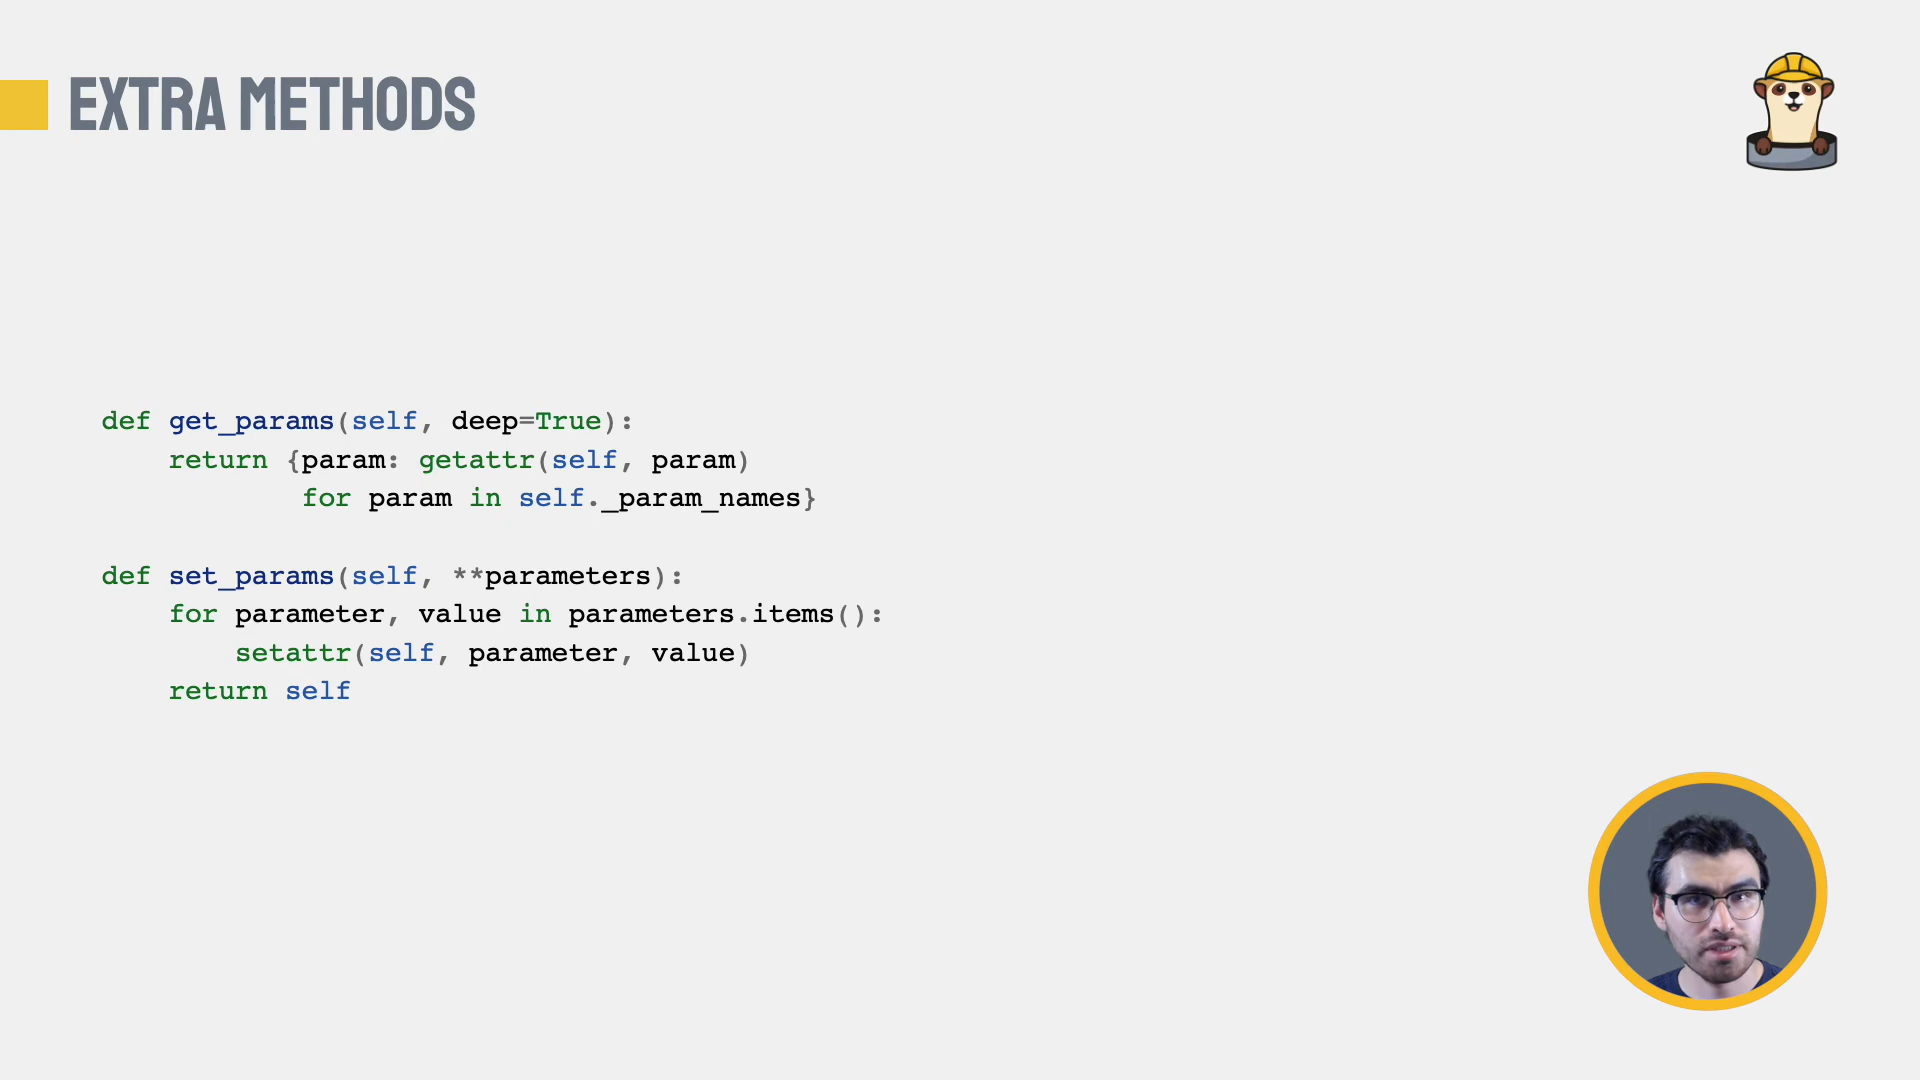 EXTRA METHODS
def get_params(self, deep=True):
    return {param: getattr(self, param)
            for param in self._param_names}
def set_params(self, **parameters):
    for parameter, value in parameters.items():
        setattr(self, parameter, value)
    return self